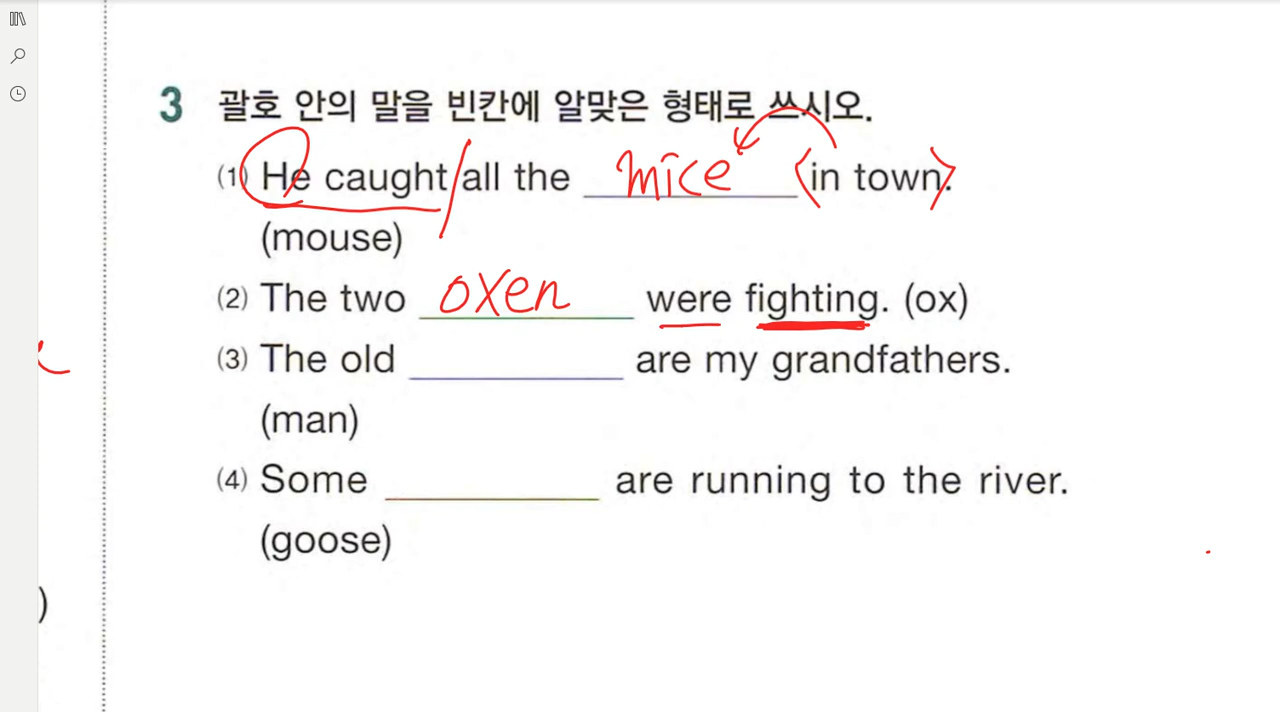 3 괄호 안의 말을 빈칸에 알맞은 형태로 쓰시오.
(1) He caught / all the mice <in town.>
(mouse)
(2) The two oxen were fighting. (ox)
(3) The old ________ are my grandfathers.
(man)
(4) Some ________ are running to the river.
(goose)
)